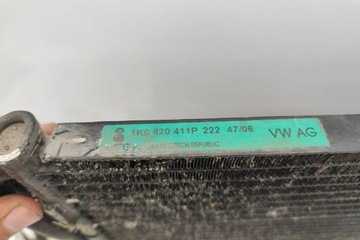 1K0 820 411P 222 47/06
CZECH REPUBLIC
VW AG